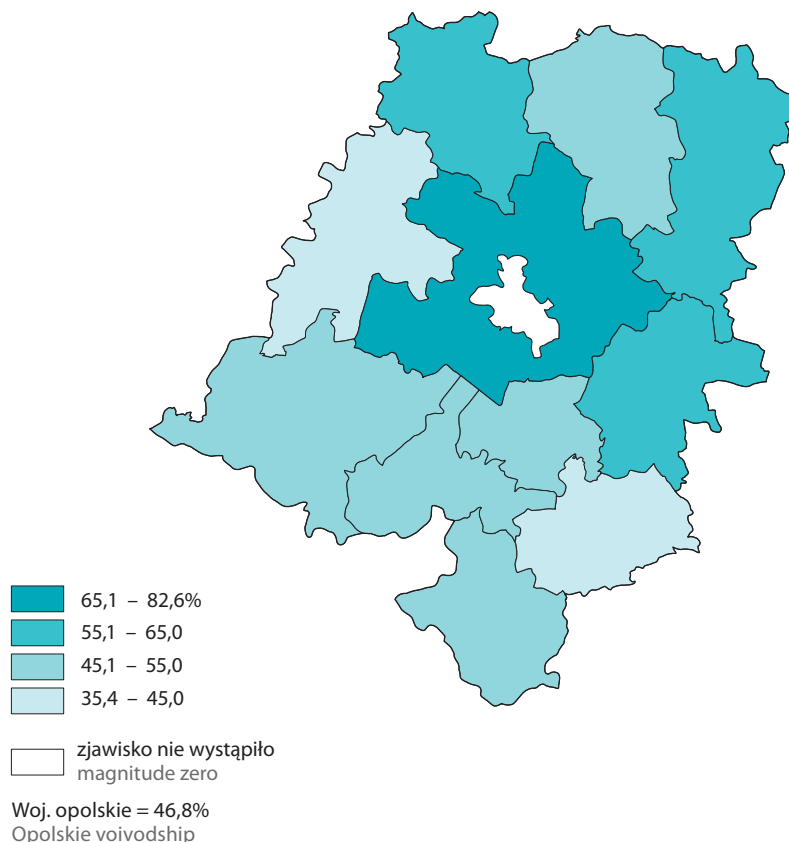 65,1 – 82,6%
55,1 – 65,0
45,1 – 55,0
35,4 – 45,0
zjawisko nie wystąpiło
magnitude zero
Woj. opolskie = 46,8%
Opolskie voivodship